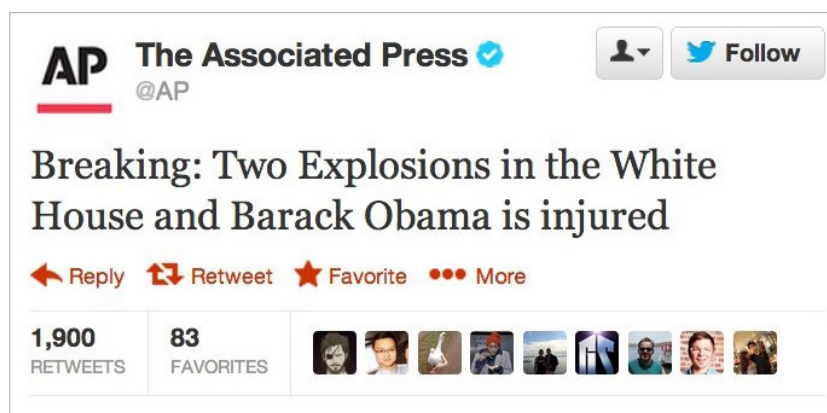 AP The Associated Press Follow
@AP
Breaking: Two Explosions in the White
House and Barack Obama is injured
Reply Retweet Favorite More
1,900 83
RETWEETS FAVORITES